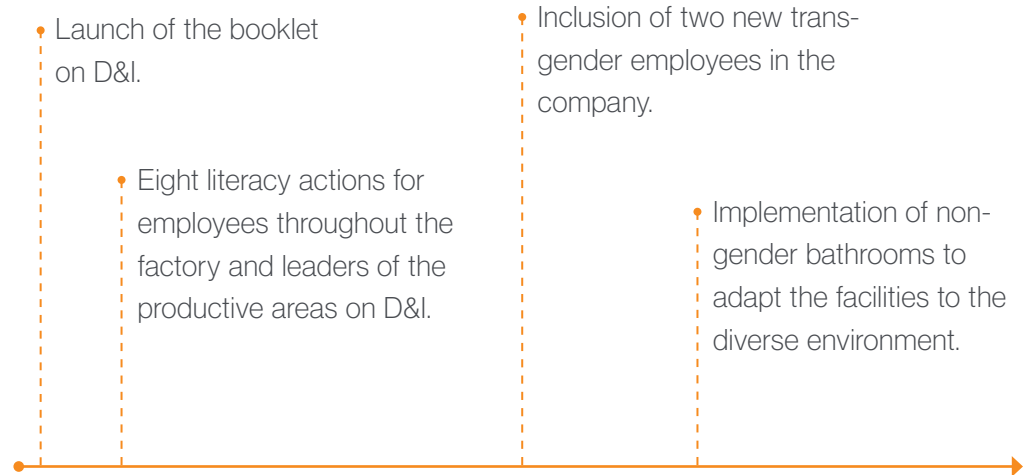 Launch of the booklet
on D&I.
Eight literacy actions for
employees throughout the
factory and leaders of the
productive areas on D&I.
Inclusion of two new trans-
gender employees in the
company.
Implementation of non-
gender bathrooms to
adapt the facilities to the
diverse environment.